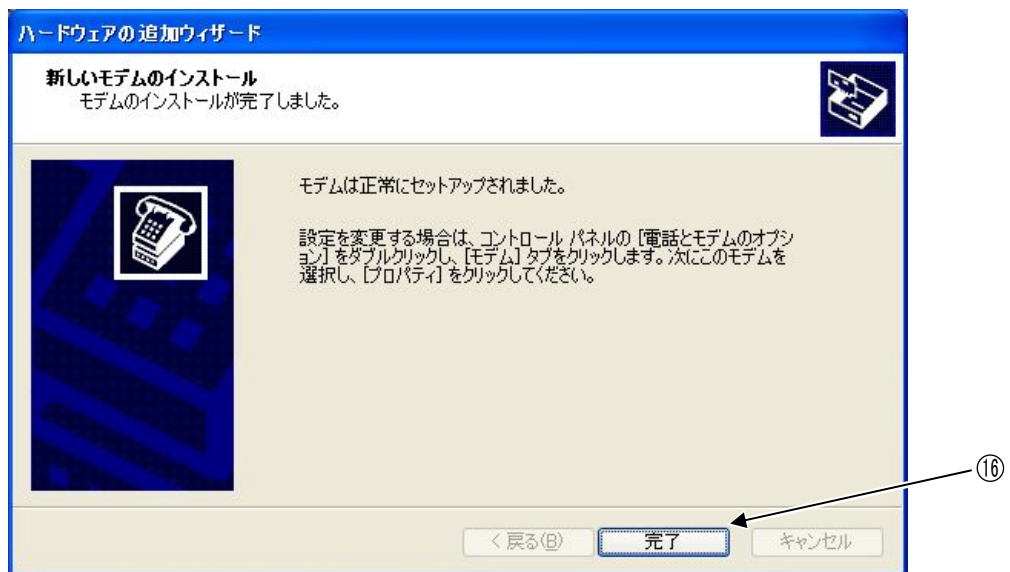 ハードウェアの追加ウィザード
新しいモデムのインストール
モデムのインストールが完了しました。
モデムは正常にセットアップされました。
設定を変更する場合は、コントロール パネルの [電話とモデムのオプシ
ョン] をダブルクリックし、[モデム] タブをクリックします。次にこのモデムを
選択し、[プロパティ] をクリックしてください。
⑯
< 戻る(B)
完了
キャンセル